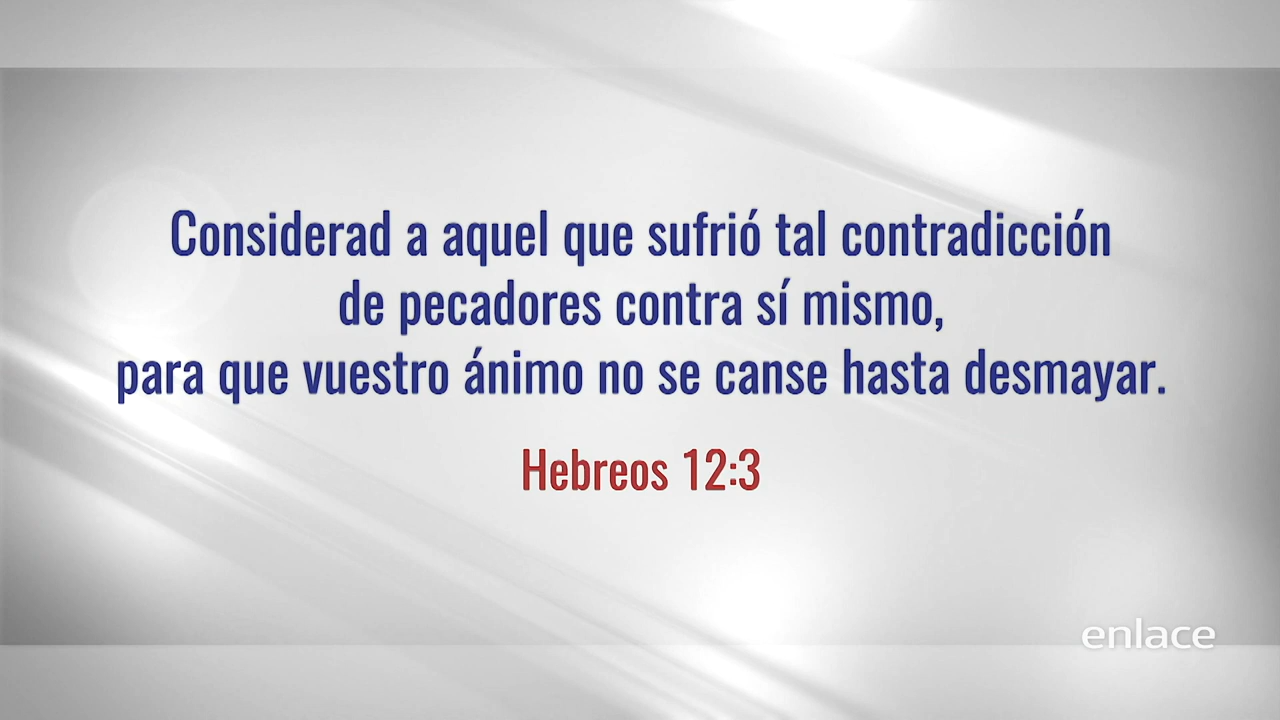 Considerad a aquel que sufrió tal contradicción
de pecadores contra sí mismo,
para que vuestro ánimo no se canse hasta desmayar.
Hebreos 12:3
enlace